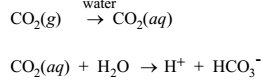 water
CO₂(g) → CO₂(aq)
CO₂(aq) + H₂O → H⁺ + HCO₃⁻